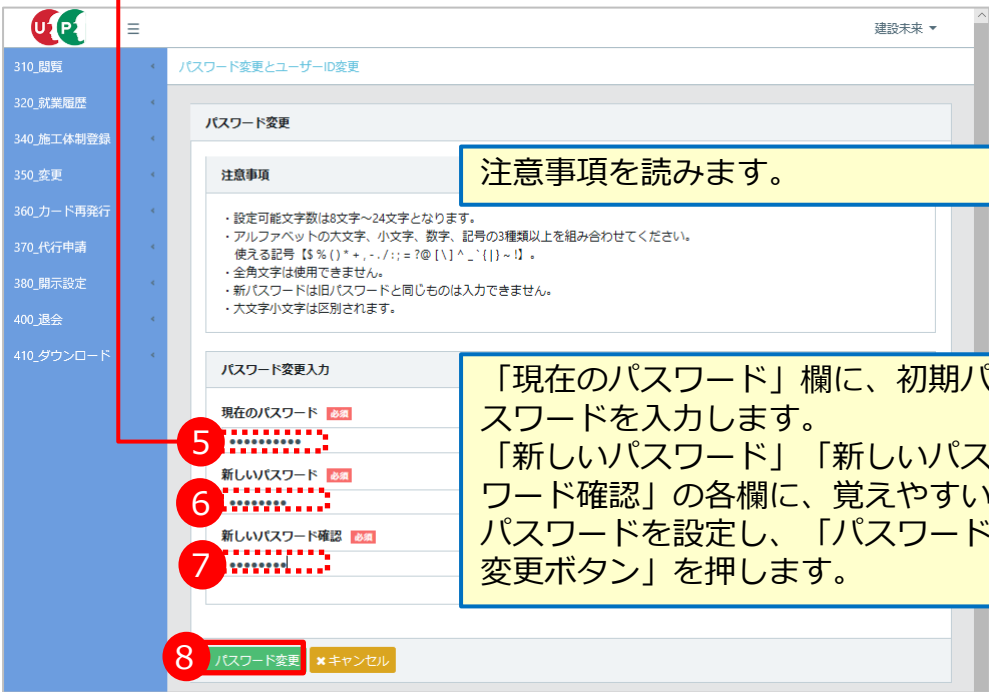 U P
建設未来
310_閲覧
320_就業履歴
340_施工体制登録
350_変更
360_カード再発行
370_代行申請
380_開示設定
400_退会
410_ダウンロード
パスワード変更とユーザーID変更
パスワード変更
注意事項
注意事項を読みます。
・設定可能文字数は8文字～24文字となります。
・アルファベットの大文字、小文字、数字、記号の3種類以上を組み合わせてください。
使える記号【$ % ( ) * + , - . / : ; = ? @ [ \ ] ^ _ ` { | } ~ !】。
・全角文字は使用できません。
・新パスワードは旧パスワードと同じものは入力できません。
・大文字小文字は区別されます。
パスワード変更入力
現在のパスワード 必須
5 ••••••••••
新しいパスワード 必須
6 ••••••••
新しいパスワード確認 必須
7 ••••••••
「現在のパスワード」欄に、初期パ
スワードを入力します。
「新しいパスワード」「新しいパス
ワード確認」の各欄に、覚えやすい
パスワードを設定し、「パスワード
変更ボタン」を押します。
8 パスワード変更 ×キャンセル